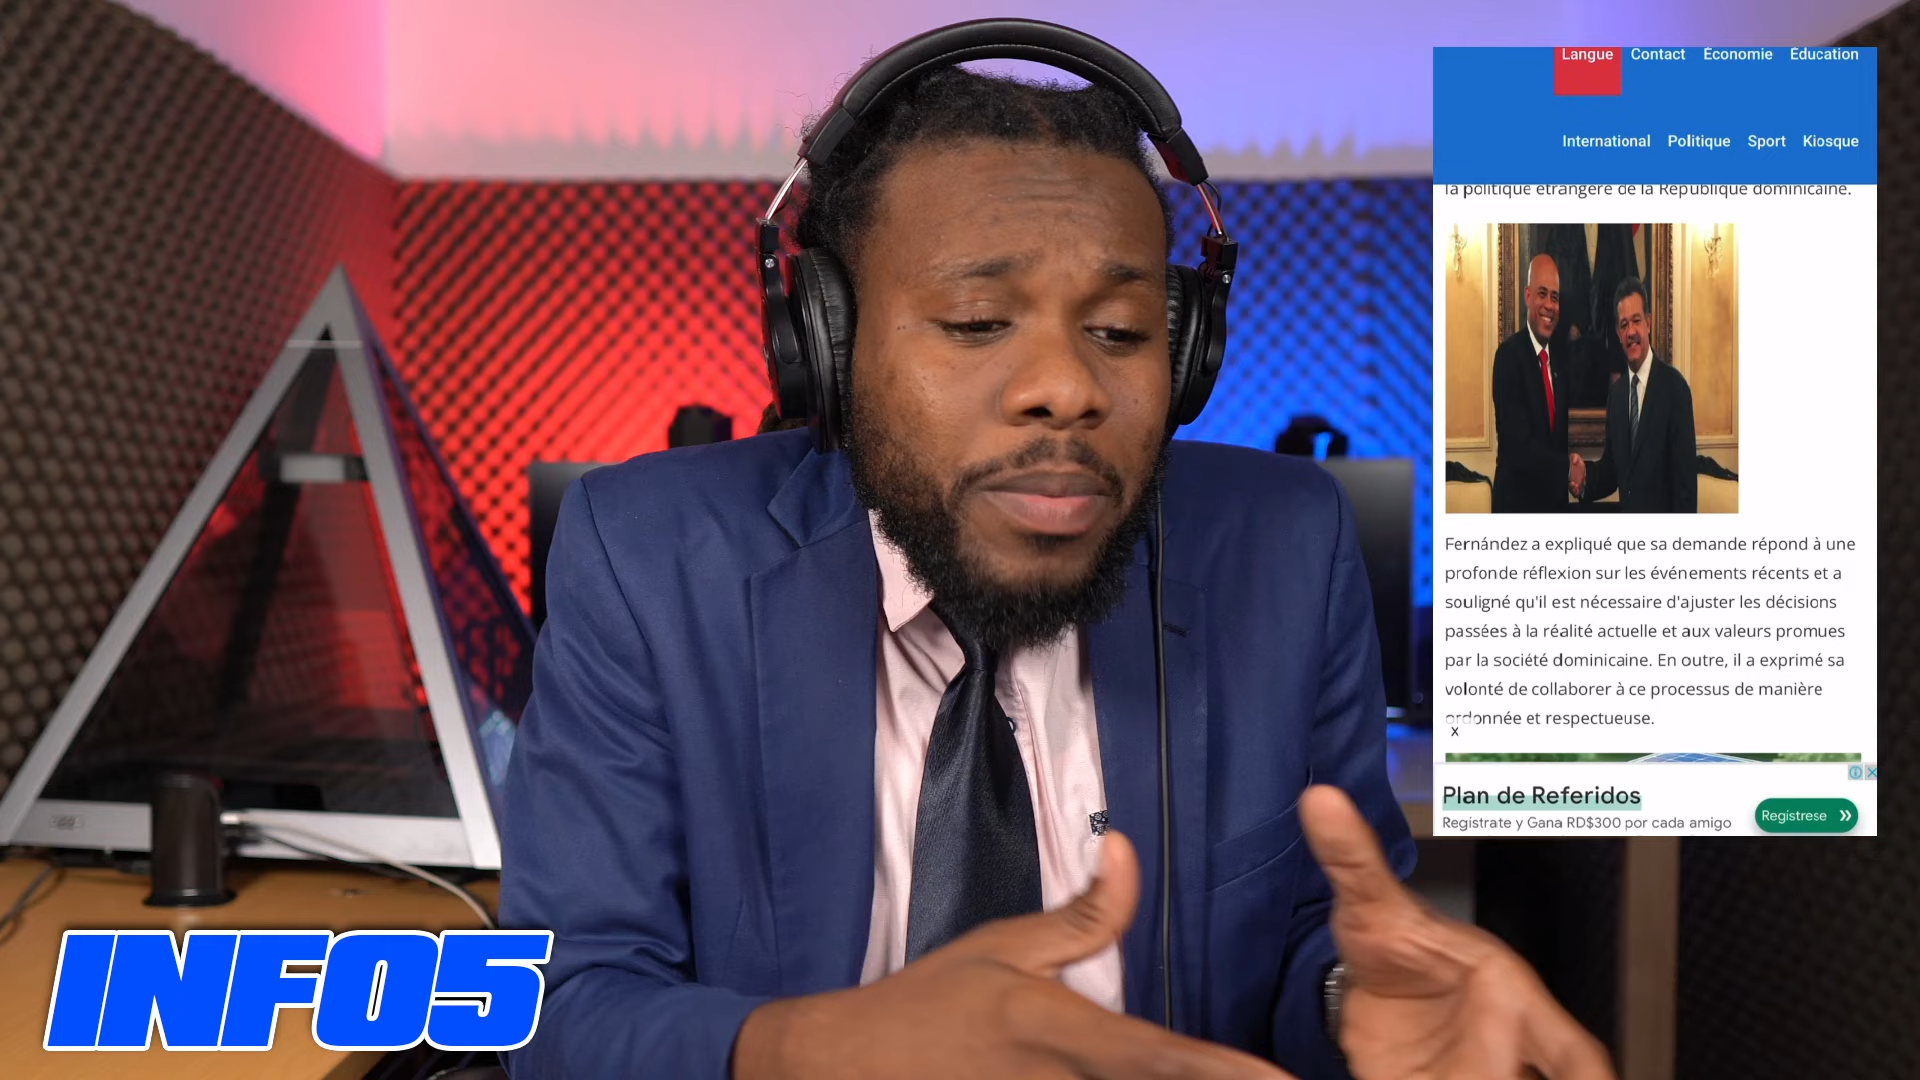 Langue Contact Économie Éducation
International Politique Sport Kiosque
la politique étrangère de la République dominicaine.
Fernández a expliqué que sa demande répond à une
profonde réflexion sur les événements récents et a
souligné qu'il est nécessaire d'ajuster les décisions
passées à la réalité actuelle et aux valeurs promues
par la société dominicaine. En outre, il a exprimé sa
volonté de collaborer à ce processus de manière
ordonnée et respectueuse.
x
Plan de Referidos
Regístrate y Gana RD$300 por cada amigo
Regístrese »
INFO5